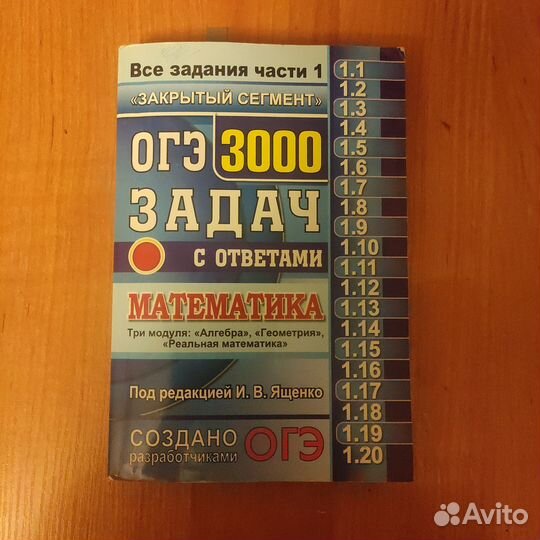 Все задания части 1
«ЗАКРЫТЫЙ СЕГМЕНТ»
ОГЭ 3000
ЗАДАЧ
С ОТВЕТАМИ
МАТЕМАТИКА
Три модуля: «Алгебра», «Геометрия»,
«Реальная математика»
Под редакцией И. В. Ященко
СОЗДАНО
разработчиками
ОГЭ
1.1
1.2
1.3
1.4
1.5
1.6
1.7
1.8
1.9
1.10
1.11
1.12
1.13
1.14
1.15
1.16
1.17
1.18
1.19
1.20
Avito